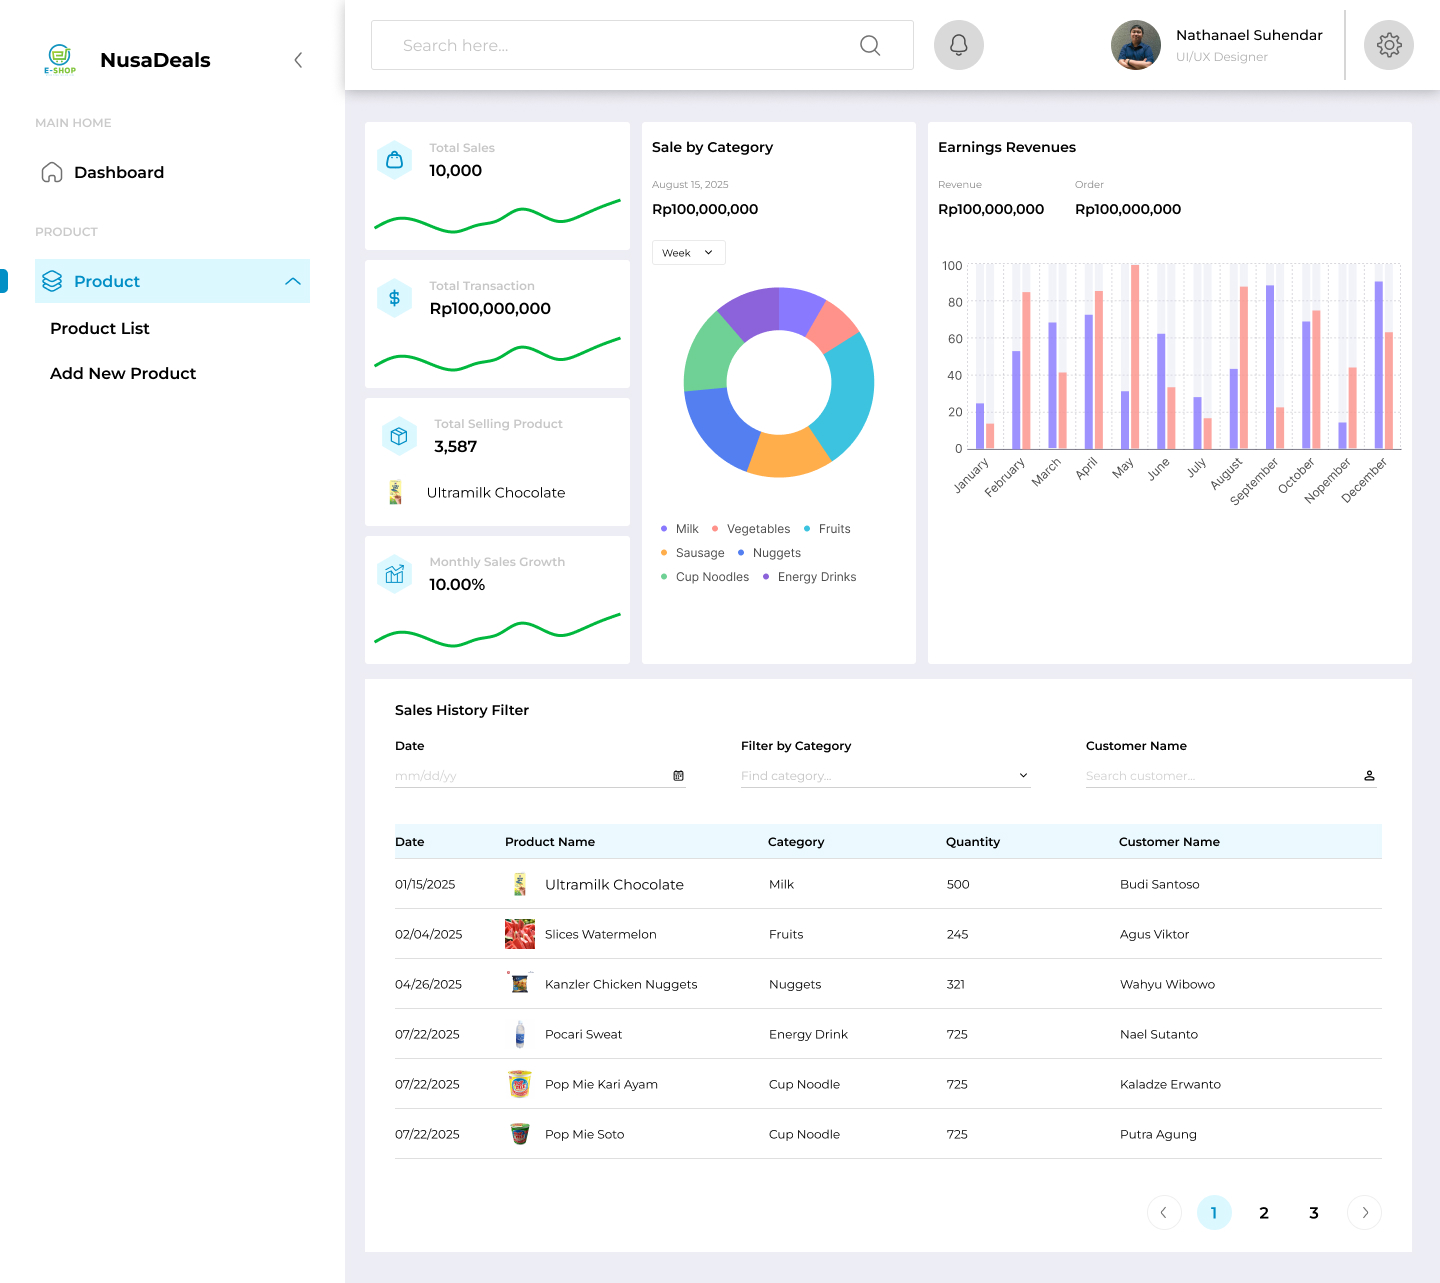 E-SHOP
NusaDeals
Search here...
Nathanael Suhendar
UI/UX Designer
MAIN HOME
Dashboard
PRODUCT
Product
Product List
Add New Product
Total Sales
10,000
Total Transaction
Rp100,000,000
Total Selling Product
3,587
Ultramilk Chocolate
Monthly Sales Growth
10.00%
Sale by Category
August 15, 2025
Rp100,000,000
Week
Milk Vegetables Fruits
Sausage Nuggets
Cup Noodles Energy Drinks
Earnings Revenues
Revenue Order
Rp100,000,000 Rp100,000,000
100
80
60
40
20
0
January February March April May June July August September October Nopember December
Sales History Filter
Date Filter by Category Customer Name
mm/dd/yy Find category... Search customer...
Date Product Name Category Quantity Customer Name
01/15/2025 Ultramilk Chocolate Milk 500 Budi Santoso
02/04/2025 Slices Watermelon Fruits 245 Agus Viktor
04/26/2025 Kanzler Chicken Nuggets Nuggets 321 Wahyu Wibowo
07/22/2025 Pocari Sweat Energy Drink 725 Nael Sutanto
07/22/2025 Pop Mie Kari Ayam Cup Noodle 725 Kaladze Erwanto
07/22/2025 Pop Mie Soto Cup Noodle 725 Putra Agung
1 2 3